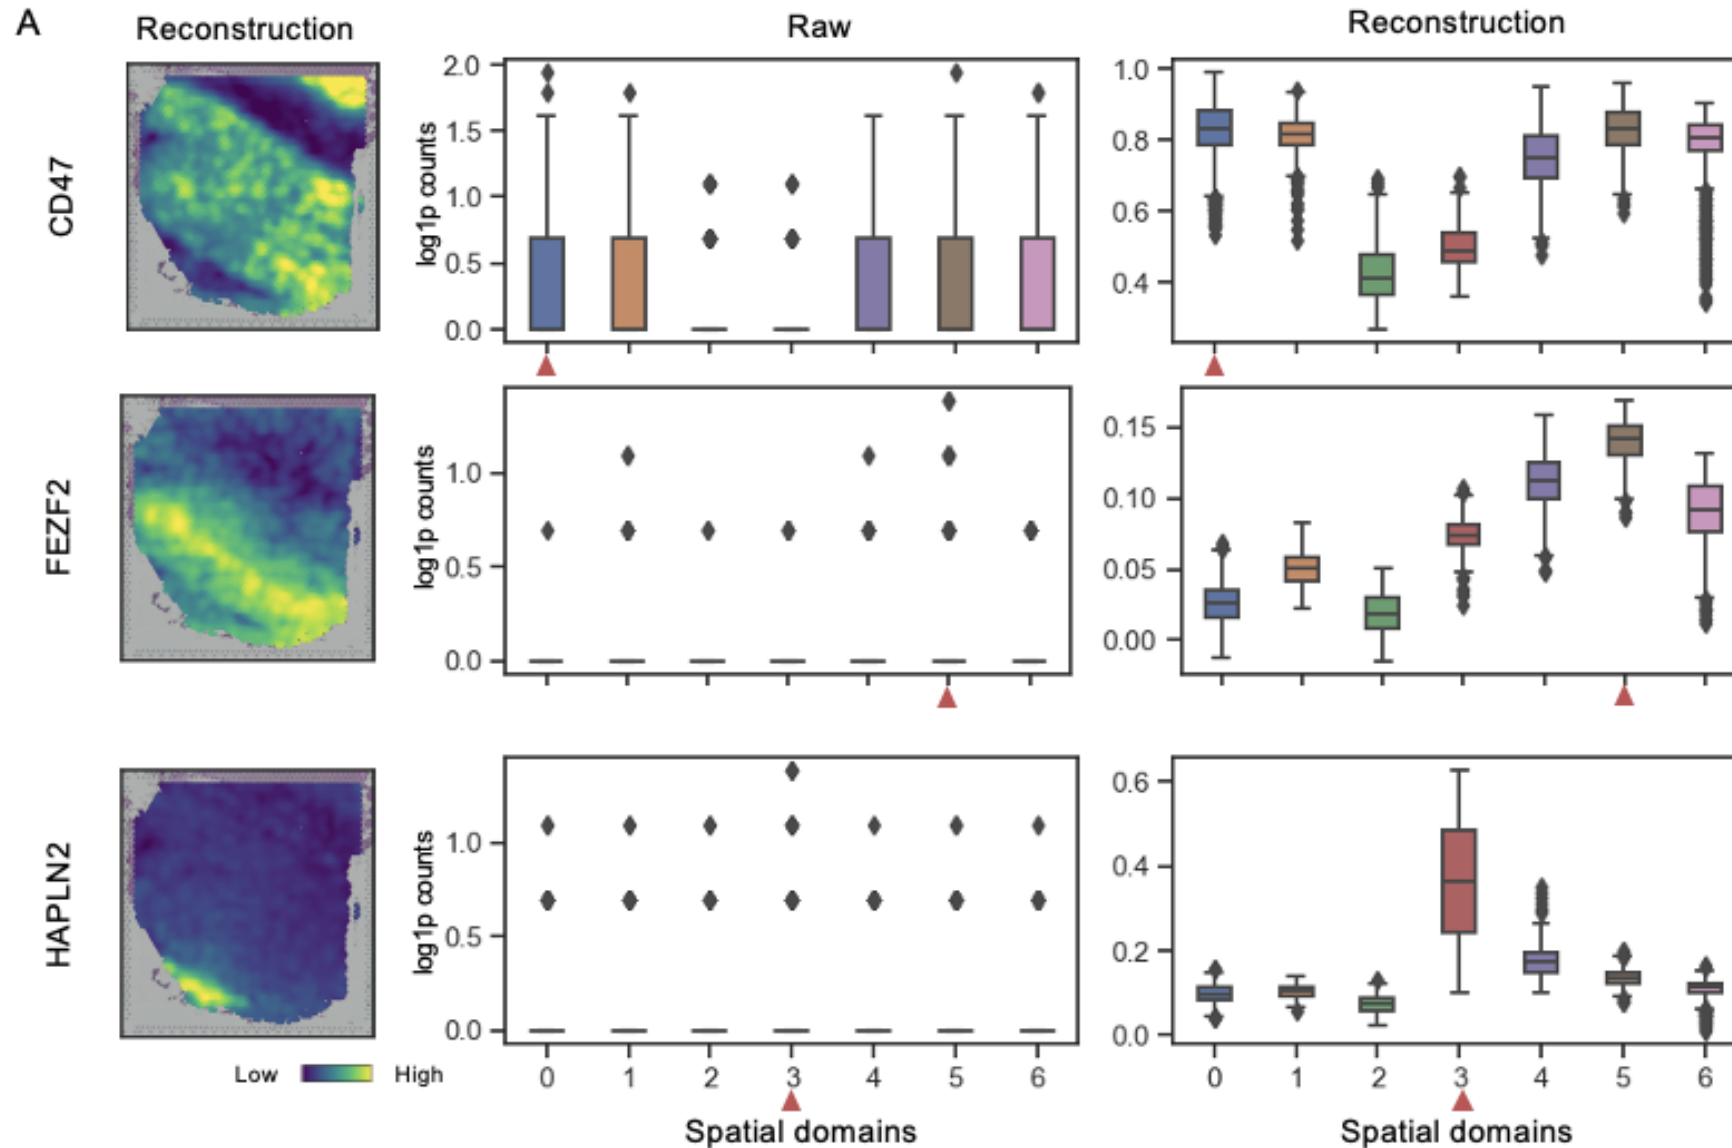 A
Reconstruction
Raw
Reconstruction
CD47
log1p counts
2.0
1.5
1.0
0.5
0.0
1.0
0.8
0.6
0.4
FEZF2
log1p counts
1.0
0.5
0.0
0.15
0.10
0.05
0.00
HAPLN2
log1p counts
1.0
0.5
0.0
0.6
0.4
0.2
0.0
Low High
0 1 2 3 4 5 6
0 1 2 3 4 5 6
Spatial domains
Spatial domains